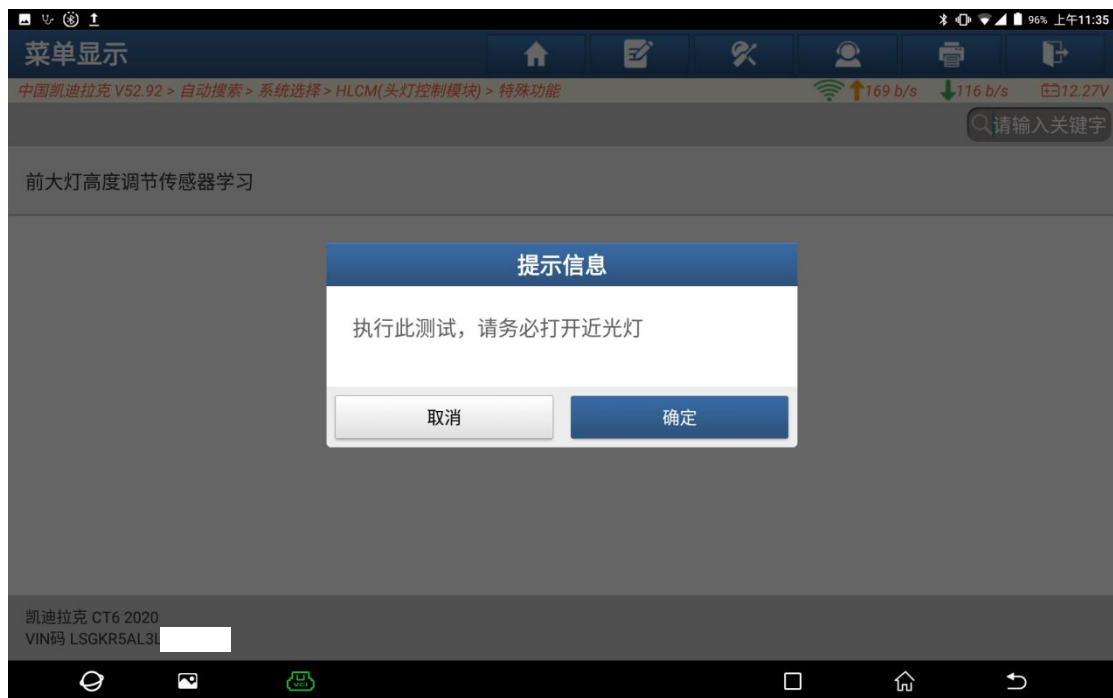 96% 上午11:35
菜单显示
中国凯迪拉克 V52.92 > 自动搜索 > 系统选择 > HLCM(头灯控制模块) > 特殊功能 169 b/s 116 b/s 12.27V
请输入关键字
前大灯高度调节传感器学习
提示信息
执行此测试，请务必打开近光灯
取消 确定
凯迪拉克 CT6 2020
VIN码 LSGKR5AL3L
VCI